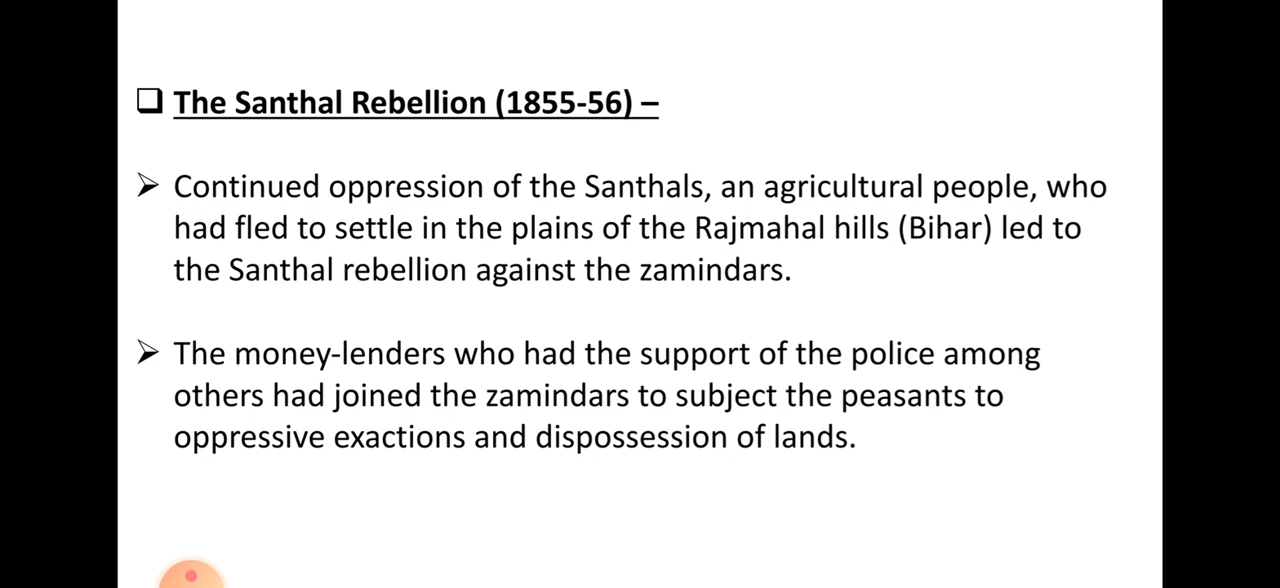 ❑ The Santhal Rebellion (1855-56) –
➢ Continued oppression of the Santhals, an agricultural people, who
had fled to settle in the plains of the Rajmahal hills (Bihar) led to
the Santhal rebellion against the zamindars.
➢ The money-lenders who had the support of the police among
others had joined the zamindars to subject the peasants to
oppressive exactions and dispossession of lands.